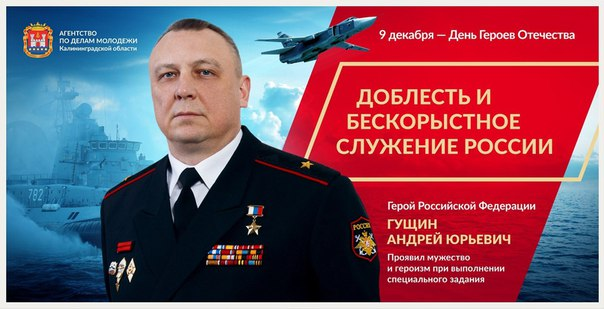 АГЕНТСТВО
ПО ДЕЛАМ МОЛОДЕЖИ
Калининградской области
9 декабря — День Героев Отечества
ДОБЛЕСТЬ И
БЕСКОРЫСТНОЕ
СЛУЖЕНИЕ РОССИИ
Герой Российской Федерации
ГУЩИН
АНДРЕЙ ЮРЬЕВИЧ
Проявил мужество
и героизм при выполнении
специального задания
782
РОССИЯ